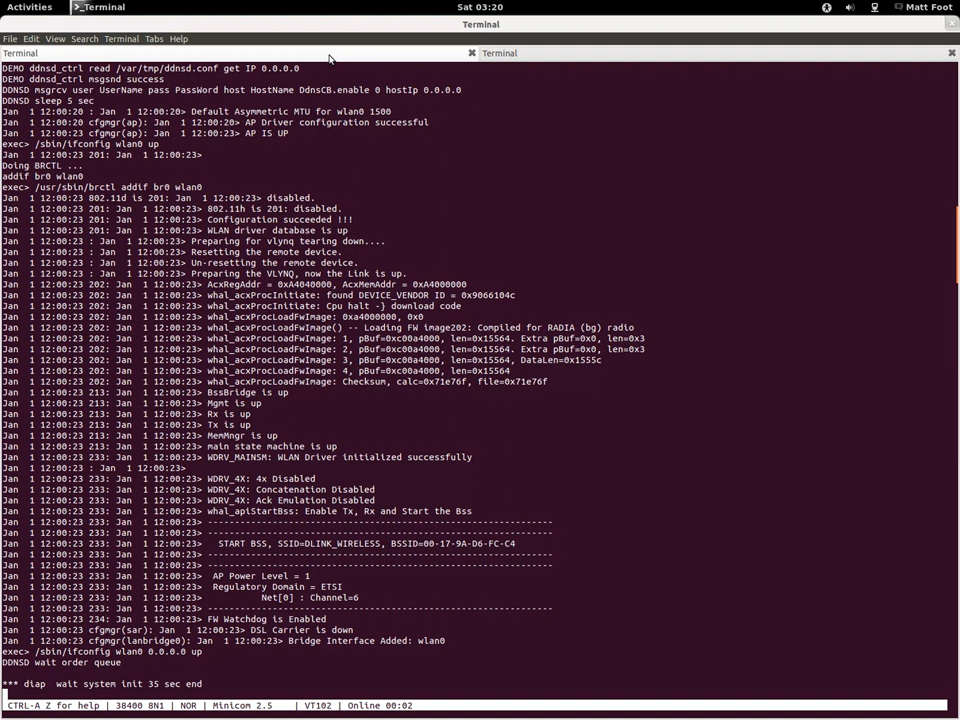 Activities
>_Terminal
Sat 03:20
Matt Foot
Terminal
File Edit View Search Terminal Tabs Help
Terminal
Terminal
DEMO ddnsd_ctrl read /var/tmp/ddnsd.conf get IP 0.0.0.0
DEMO ddnsd_ctrl msgsnd success
DDNSD msgrcv user UserName pass PassWord host HostName DdnsCB.enable 0 hostIp 0.0.0.0
DDNSD sleep 5 sec
Jan  1 12:00:20 : Jan  1 12:00:20> Default Asymmetric MTU for wlan0 1500
Jan  1 12:00:23 cfgmgr(ap): Jan  1 12:00:23> AP Driver configuration successful
Jan  1 12:00:23 cfgmgr(ap): Jan  1 12:00:23> AP IS UP
exec> /sbin/ifconfig wlan0 up
Jan  1 12:00:23 201: Jan  1 12:00:23>
Doing BRCTL ...
addif br0 wlan0
exec> /usr/sbin/brctl addif br0 wlan0
Jan  1 12:00:23 802.11d is 201: Jan  1 12:00:23> disabled.
Jan  1 12:00:23 201: Jan  1 12:00:23> 802.11h is 201: disabled.
Jan  1 12:00:23 201: Jan  1 12:00:23> Configuration succeeded !!!
Jan  1 12:00:23 201: Jan  1 12:00:23> WLAN driver database is up
Jan  1 12:00:23 : Jan  1 12:00:23> Preparing for vlynq tearing down....
Jan  1 12:00:23 : Jan  1 12:00:23> Resetting the remote device.
Jan  1 12:00:23 : Jan  1 12:00:23> Un-resetting the remote device.
Jan  1 12:00:23 : Jan  1 12:00:23> Preparing the VLYNQ, now the Link is up.
Jan  1 12:00:23 202: Jan  1 12:00:23> AcxRegAddr = 0xA4040000, AcxMemAddr = 0xA4000000
Jan  1 12:00:23 202: Jan  1 12:00:23> whal_acxProcInitiate: found DEVICE_VENDOR ID = 0x9066104c
Jan  1 12:00:23 202: Jan  1 12:00:23> whal_acxProcInitiate: Cpu halt -} download code
Jan  1 12:00:23 202: Jan  1 12:00:23> whal_acxProcLoadFwImage: 0xa4000000, 0x0
Jan  1 12:00:23 202: Jan  1 12:00:23> whal_acxProcLoadFwImage() -- Loading FW image202: Compiled for RADIA (bg) radio
Jan  1 12:00:23 202: Jan  1 12:00:23> whal_acxProcLoadFwImage: 1, pBuf=0xc00a4000, len=0x15564. Extra pBuf=0x0, len=0x3
Jan  1 12:00:23 202: Jan  1 12:00:23> whal_acxProcLoadFwImage: 2, pBuf=0xc00a4000, len=0x15564. Extra pBuf=0x0, len=0x3
Jan  1 12:00:23 202: Jan  1 12:00:23> whal_acxProcLoadFwImage: 3, pBuf=0xc00a4000, len=0x15564, DataLen=0x1555c
Jan  1 12:00:23 202: Jan  1 12:00:23> whal_acxProcLoadFwImage: 4, pBuf=0xc00a4000, len=0x15564
Jan  1 12:00:23 202: Jan  1 12:00:23> whal_acxProcLoadFwImage: Checksum, calc=0x71e76f, file=0x71e76f
Jan  1 12:00:23 213: Jan  1 12:00:23> BssBridge is up
Jan  1 12:00:23 213: Jan  1 12:00:23> Mgmt is up
Jan  1 12:00:23 213: Jan  1 12:00:23> Rx is up
Jan  1 12:00:23 213: Jan  1 12:00:23> Tx is up
Jan  1 12:00:23 213: Jan  1 12:00:23> MemMngr is up
Jan  1 12:00:23 213: Jan  1 12:00:23> main state machine is up
Jan  1 12:00:23 213: Jan  1 12:00:23> WDRV_MAINSM: WLAN Driver initialized successfully
Jan  1 12:00:23 : Jan  1 12:00:23>
Jan  1 12:00:23 233: Jan  1 12:00:23> WDRV_4X: 4x Disabled
Jan  1 12:00:23 233: Jan  1 12:00:23> WDRV_4X: Concatenation Disabled
Jan  1 12:00:23 233: Jan  1 12:00:23> WDRV_4X: Ack Emulation Disabled
Jan  1 12:00:23 233: Jan  1 12:00:23> whal_apiStartBss: Enable Tx, Rx and Start the Bss
Jan  1 12:00:23 233: Jan  1 12:00:23> ----------------------------------------------------------------
Jan  1 12:00:23 233: Jan  1 12:00:23> ----------------------------------------------------------------
Jan  1 12:00:23 233: Jan  1 12:00:23>   START BSS, SSID=DLINK_WIRELESS, BSSID=00-17-9A-D6-FC-C4
Jan  1 12:00:23 233: Jan  1 12:00:23> ----------------------------------------------------------------
Jan  1 12:00:23 233: Jan  1 12:00:23> ----------------------------------------------------------------
Jan  1 12:00:23 233: Jan  1 12:00:23>  AP Power Level = 1
Jan  1 12:00:23 233: Jan  1 12:00:23>  Regulatory Domain = ETSI
Jan  1 12:00:23 233: Jan  1 12:00:23>           Net[0] : Channel=6
Jan  1 12:00:23 233: Jan  1 12:00:23> ----------------------------------------------------------------
Jan  1 12:00:23 234: Jan  1 12:00:23> FW Watchdog is Enabled
Jan  1 12:00:23 cfgmgr(sar): Jan  1 12:00:23> DSL Carrier is down
Jan  1 12:00:23 cfgmgr(lanbridge0): Jan  1 12:00:23> Bridge Interface Added: wlan0
exec> /sbin/ifconfig wlan0 0.0.0.0 up
DDNSD wait order queue
*** diap  wait system init 35 sec end
CTRL-A Z for help | 38400 8N1 | NOR | Minicom 2.5    | VT102 | Online 00:02